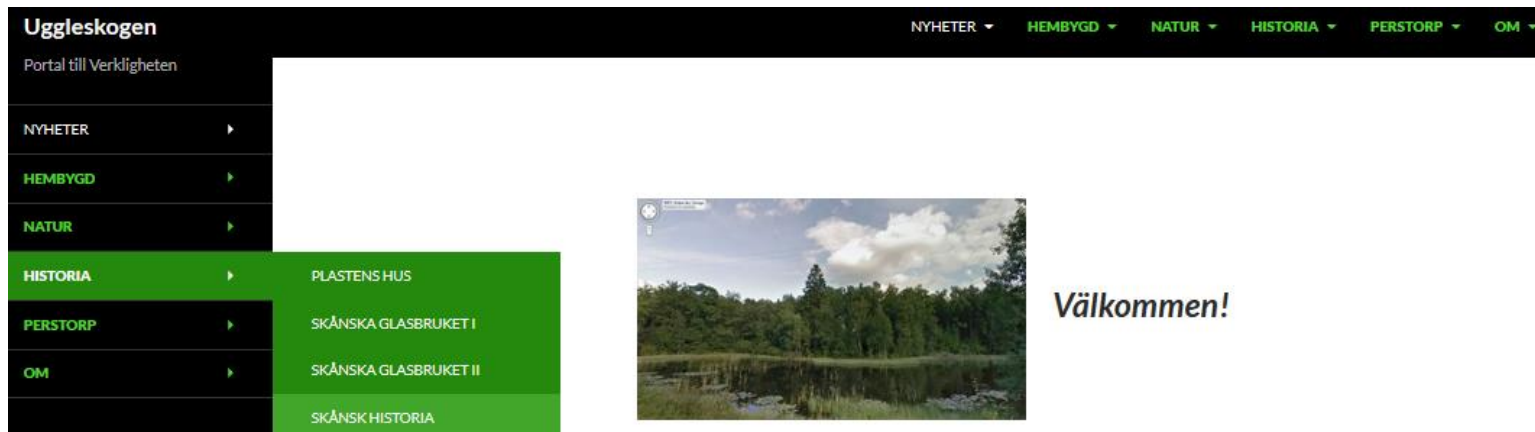 Uggleskogen
NYHETER HEMBYGD NATUR HISTORIA PERSTORP OM
Portal till Verkligheten
NYHETER
HEMBYGD
NATUR
HISTORIA
PERSTORP
OM
PLASTENS HUS
SKÅNSKA GLASBRUKET I
SKÅNSKA GLASBRUKET II
SKÅNSK HISTORIA
Välkommen!